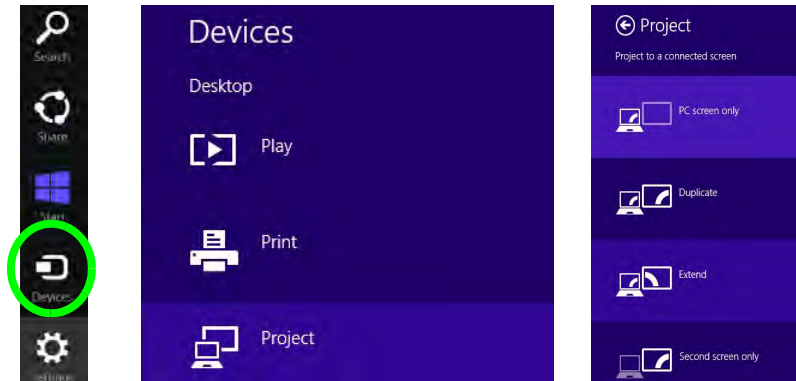 Search
Share
Start
Devices
Settings
Devices
Desktop
Play
Print
Project
Project
Project to a connected screen
PC screen only
Duplicate
Extend
Second screen only